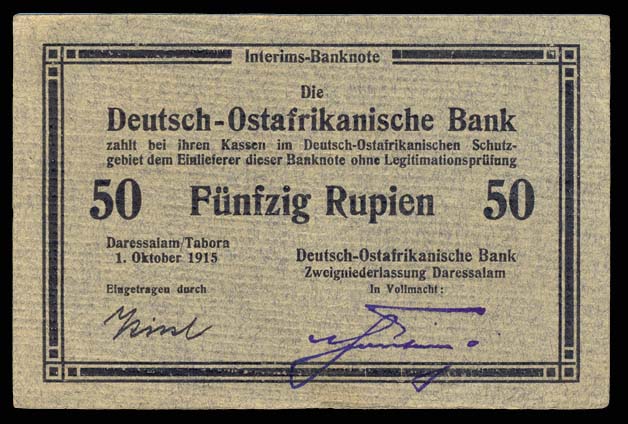 Interims-Banknote
Die
Deutsch-Ostafrikanische Bank
zahlt bei ihren Kassen im Deutsch-Ostafrikanischen Schutz-
gebiet dem Einlieferer dieser Banknote ohne Legitimationsprüfung
50 Fünfzig Rupien 50
Daressalam/Tabora
1. Oktober 1915
Deutsch-Ostafrikanische Bank
Zweigniederlassung Daressalam
Eingetragen durch
In Vollmacht: